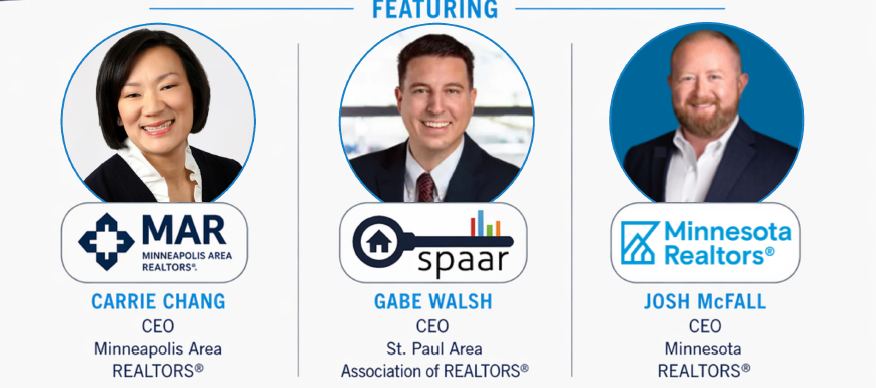 FEATURING
MAR
MINNEAPOLIS AREA
REALTORS®.
CARRIE CHANG
CEO
Minneapolis Area
REALTORS®
spaar
GABE WALSH
CEO
St. Paul Area
Association of REALTORS®
Minnesota
Realtors®
JOSH McFALL
CEO
Minnesota
REALTORS®